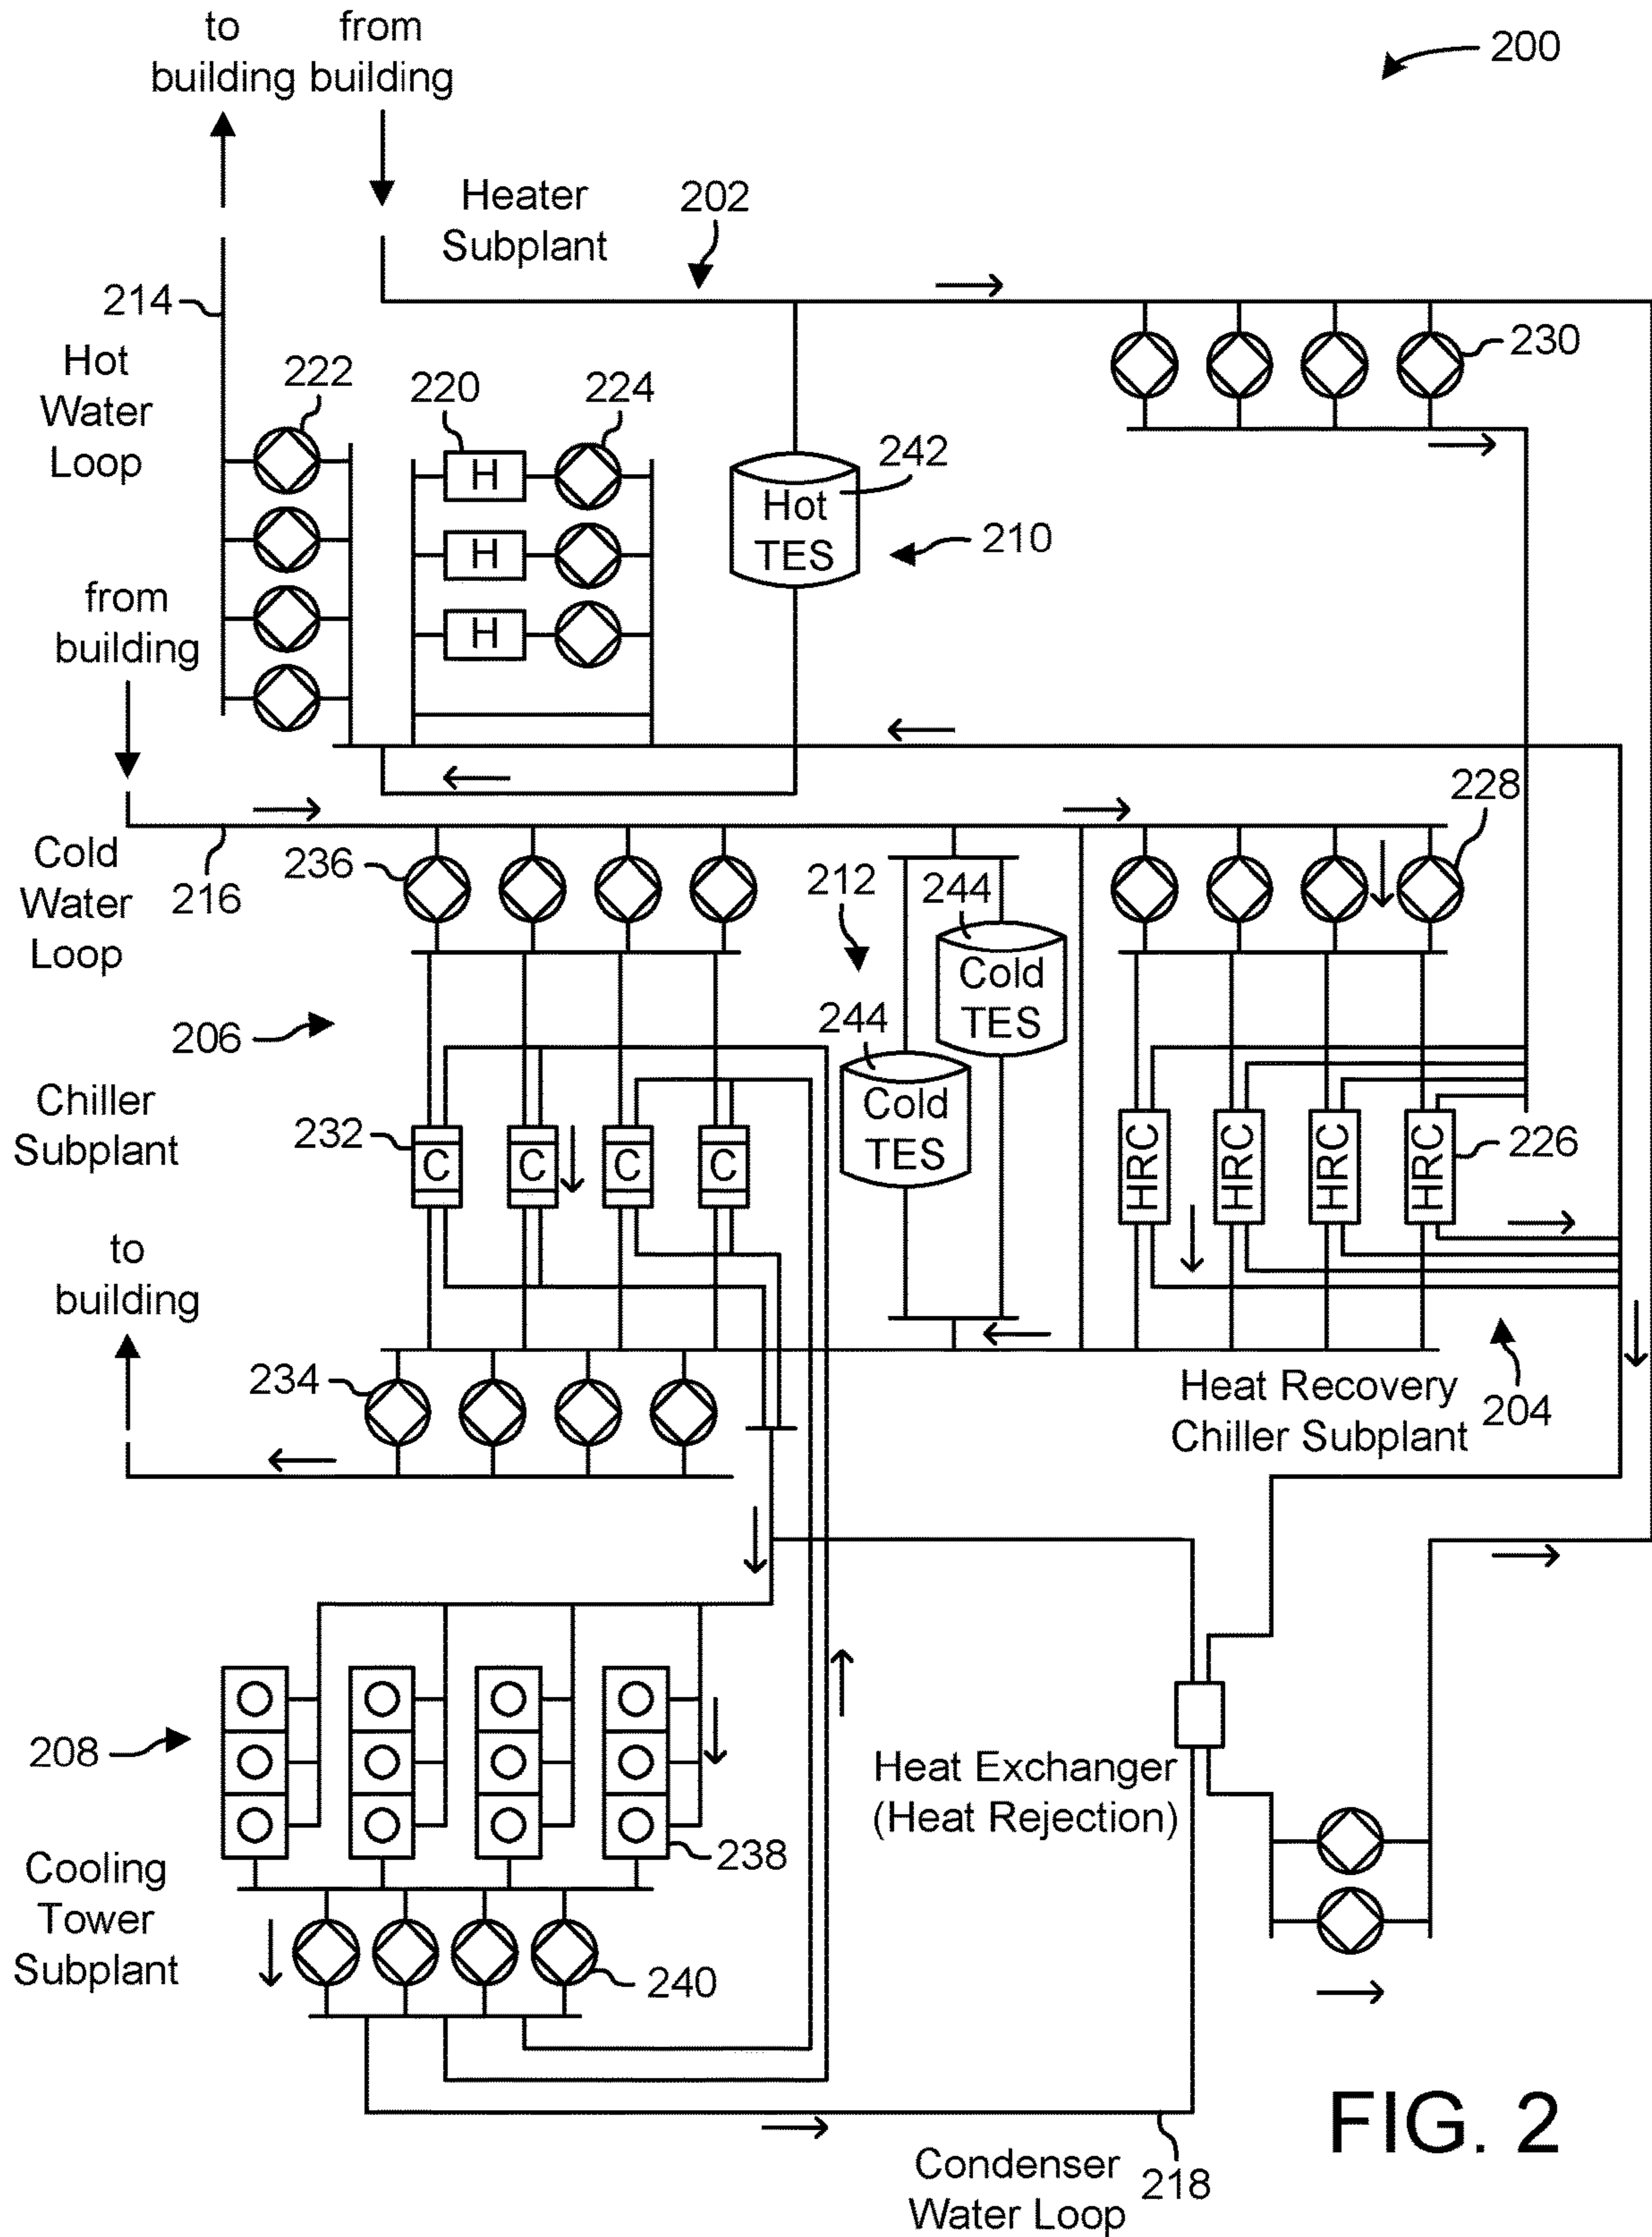 to
building
from
building
200
Heater
Subplant
202
214
Hot
Water
Loop
222
220
224
230
H
H
H
Hot
TES
242
210
from
building
228
Cold
Water
Loop
216
236
212
244
Cold
TES
244
Cold
TES
206
Chiller
Subplant
232
C
C
C
C
HRC
HRC
HRC
HRC
226
to
building
234
Heat Recovery
Chiller Subplant
204
208
Heat Exchanger
(Heat Rejection)
238
Cooling
Tower
Subplant
240
Condenser
Water Loop
218
FIG. 2